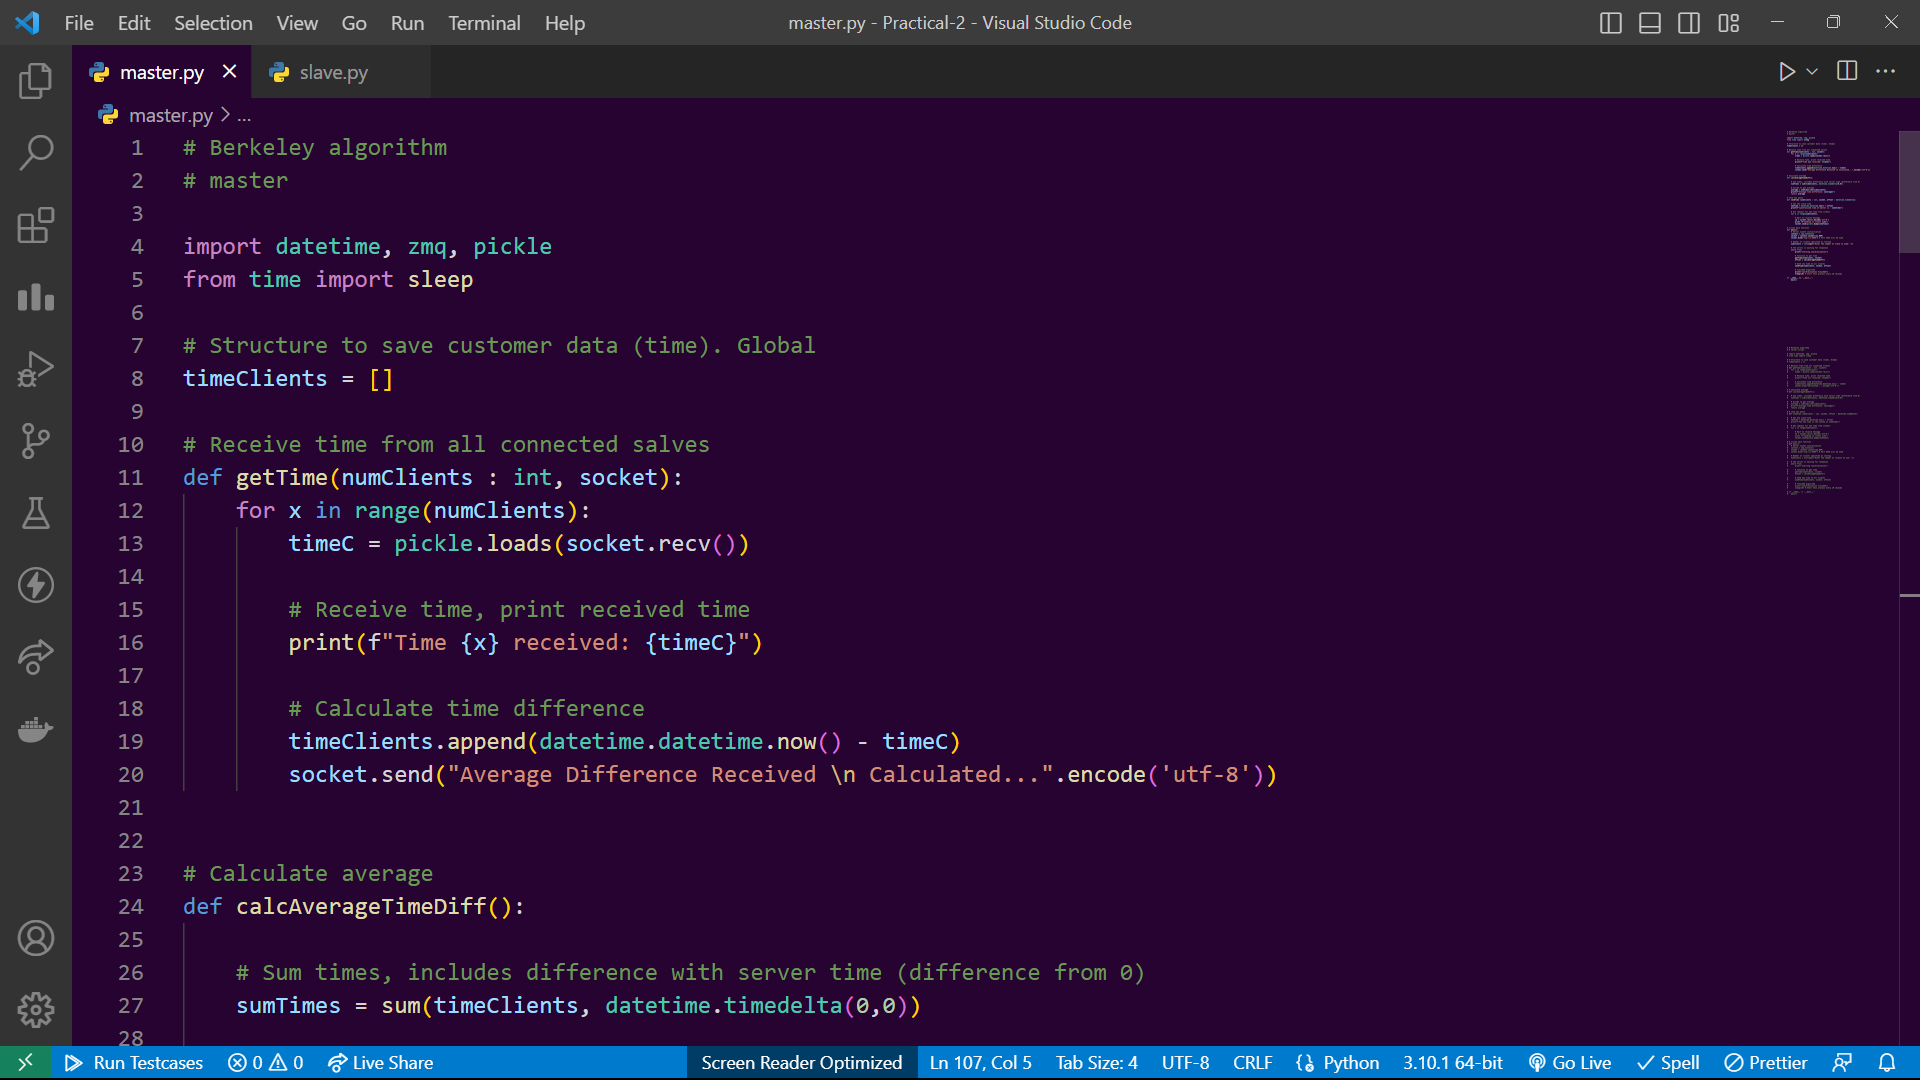 File Edit Selection View Go Run Terminal Help
master.py - Practical-2 - Visual Studio Code
master.py
slave.py
master.py > ...
1 # Berkeley algorithm
2 # master
3
4 import datetime, zmq, pickle
5 from time import sleep
6
7 # Structure to save customer data (time). Global
8 timeClients = []
9
10 # Receive time from all connected salves
11 def getTime(numClients : int, socket):
12     for x in range(numClients):
13         timeC = pickle.loads(socket.recv())
14
15         # Receive time, print received time
16         print(f"Time {x} received: {timeC}")
17
18         # Calculate time difference
19         timeClients.append(datetime.datetime.now() - timeC)
20         socket.send("Average Difference Received \n Calculated...".encode('utf-8'))
21
22
23 # Calculate average
24 def calcAverageTimeDiff():
25
26     # Sum times, includes difference with server time (difference from 0)
27     sumTimes = sum(timeClients, datetime.timedelta(0,0))
28
Run Testcases 0 0 Live Share Screen Reader Optimized Ln 107, Col 5 Tab Size: 4 UTF-8 CRLF Python 3.10.1 64-bit Go Live Spell Prettier